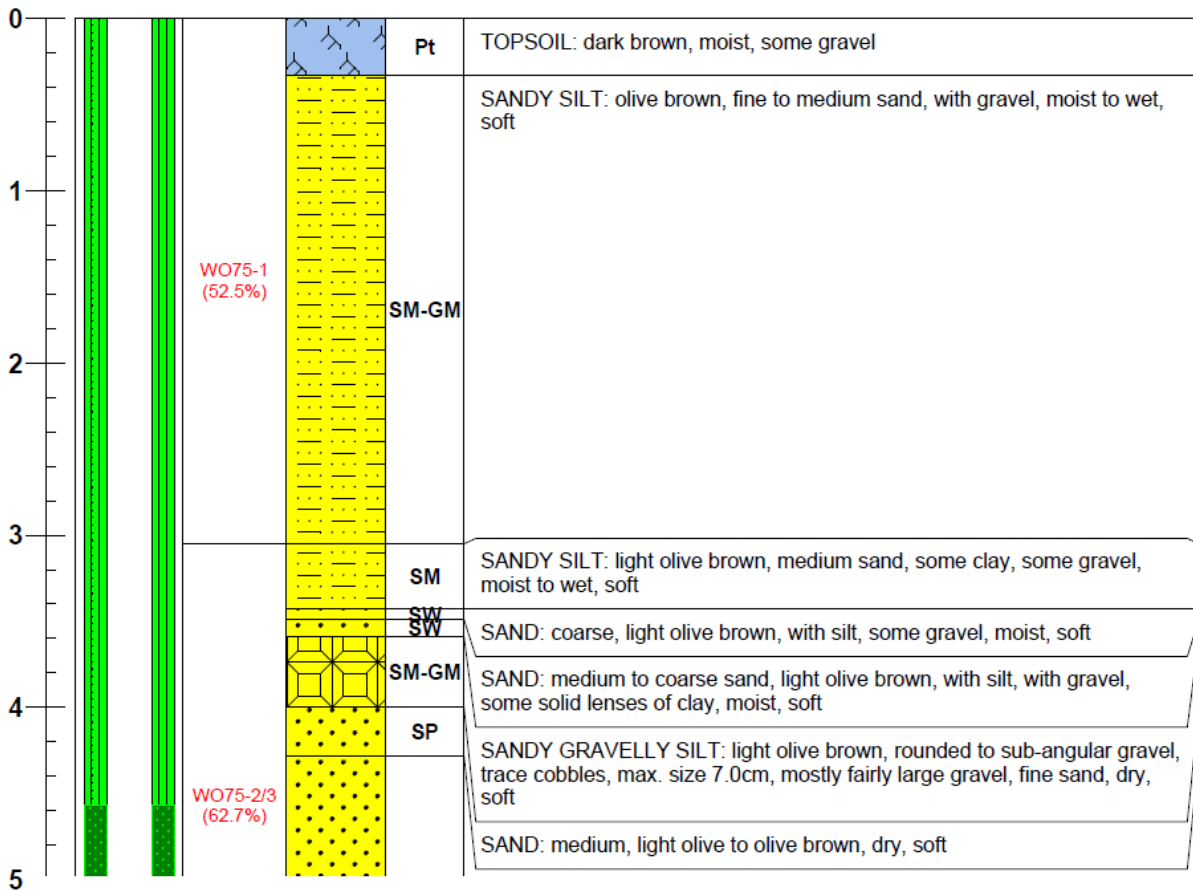 0
Pt
TOPSOIL: dark brown, moist, some gravel
SANDY SILT: olive brown, fine to medium sand, with gravel, moist to wet,
soft
1
WO75-1
(52.5%)
SM-GM
2
3
SM
SANDY SILT: light olive brown, medium sand, some clay, some gravel,
moist to wet, soft
SW
SW
SAND: coarse, light olive brown, with silt, some gravel, moist, soft
SM-GM
SAND: medium to coarse sand, light olive brown, with silt, with gravel,
some solid lenses of clay, moist, soft
4
SP
SANDY GRAVELLY SILT: light olive brown, rounded to sub-angular gravel,
trace cobbles, max. size 7.0cm, mostly fairly large gravel, fine sand, dry,
soft
WO75-2/3
(62.7%)
SAND: medium, light olive to olive brown, dry, soft
5